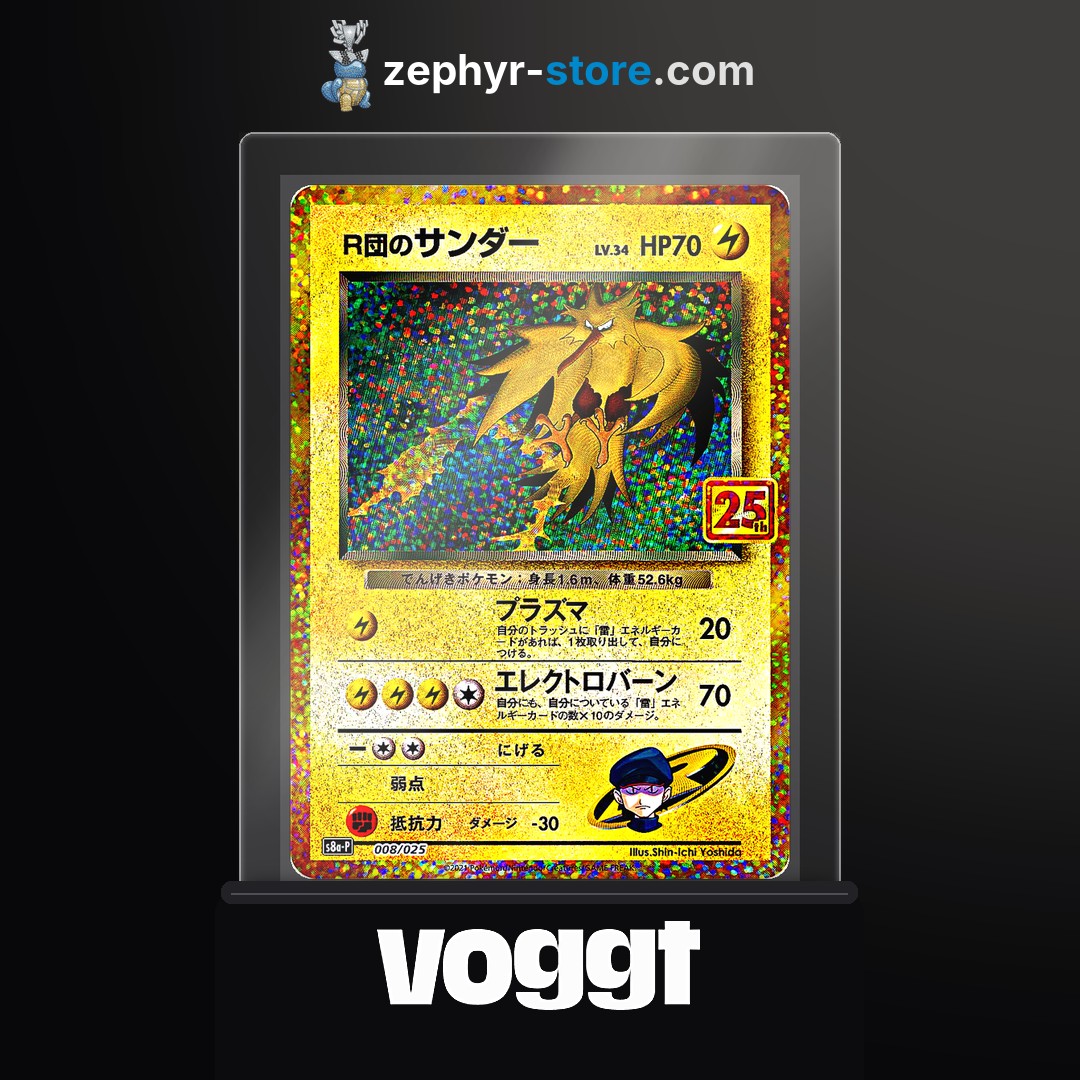 zephyr-store.com
R団のサンダー LV.34 HP70
25th
でんげきポケモン：身長1.6m、体重52.6kg
プラズマ 20
自分のトラッシュに「雷」エネルギーカ
ードがあれば、1枚取り出して、自分に
つける。
エレクトロバーン 70
自分にも、自分についている「雷」エネ
ルギーカードの数×10のダメージ。
にげる
弱点
抵抗力 ダメージ -30
s8a-P 008/025 Illus.Shin-ichi Yoshida
©2021 Pokémon/Nintendo/Creatures/GAME FREAK
voggt